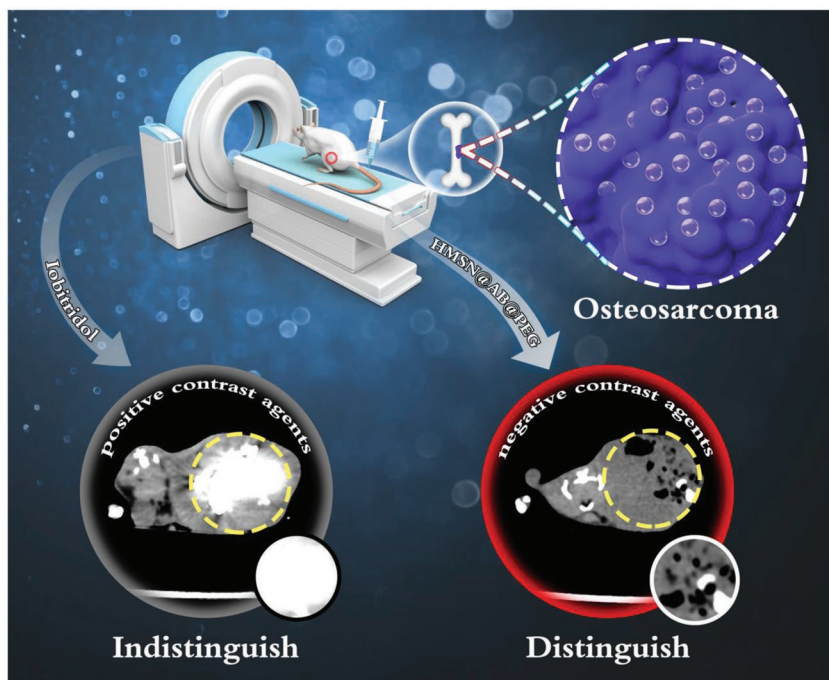 Osteosarcoma
Iobitridol
HMSN@AB@PEG
positive contrast agents
negative contrast agents
Indistinguish
Distinguish